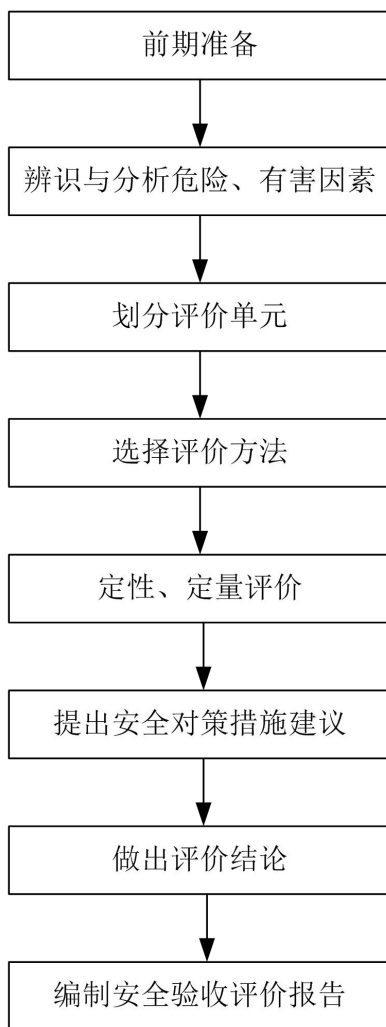 前期准备
辨识与分析危险、有害因素
划分评价单元
选择评价方法
定性、定量评价
提出安全对策措施建议
做出评价结论
编制安全验收评价报告